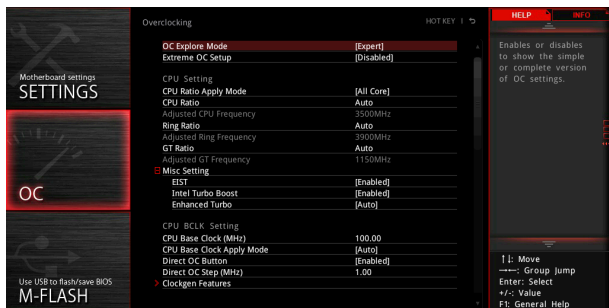 Overclocking
HOT KEY
HELP
INFO
Motherboard settings
SETTINGS
OC
Use USB to flash/save BIOS
M-FLASH
OC Explore Mode [Expert]
Extreme OC Setup [Disabled]
CPU Setting
CPU Ratio Apply Mode [All Core]
CPU Ratio Auto
Adjusted CPU Frequency 3500MHz
Ring Ratio Auto
Adjusted Ring Frequency 3900MHz
GT Ratio Auto
Adjusted GT Frequency 1150MHz
Misc Setting
EIST [Enabled]
Intel Turbo Boost [Enabled]
Enhanced Turbo [Auto]
CPU BCLK Setting
CPU Base Clock (MHz) 100.00
CPU Base Clock Apply Mode [Auto]
Direct OC Button [Enabled]
Direct OC Step (MHz) 1.00
Clockgen Features
Enables or disables
to show the simple
or complete version
of OC settings.
↑↓: Move
→←: Group Jump
Enter: Select
+/-: Value
F1: General Help